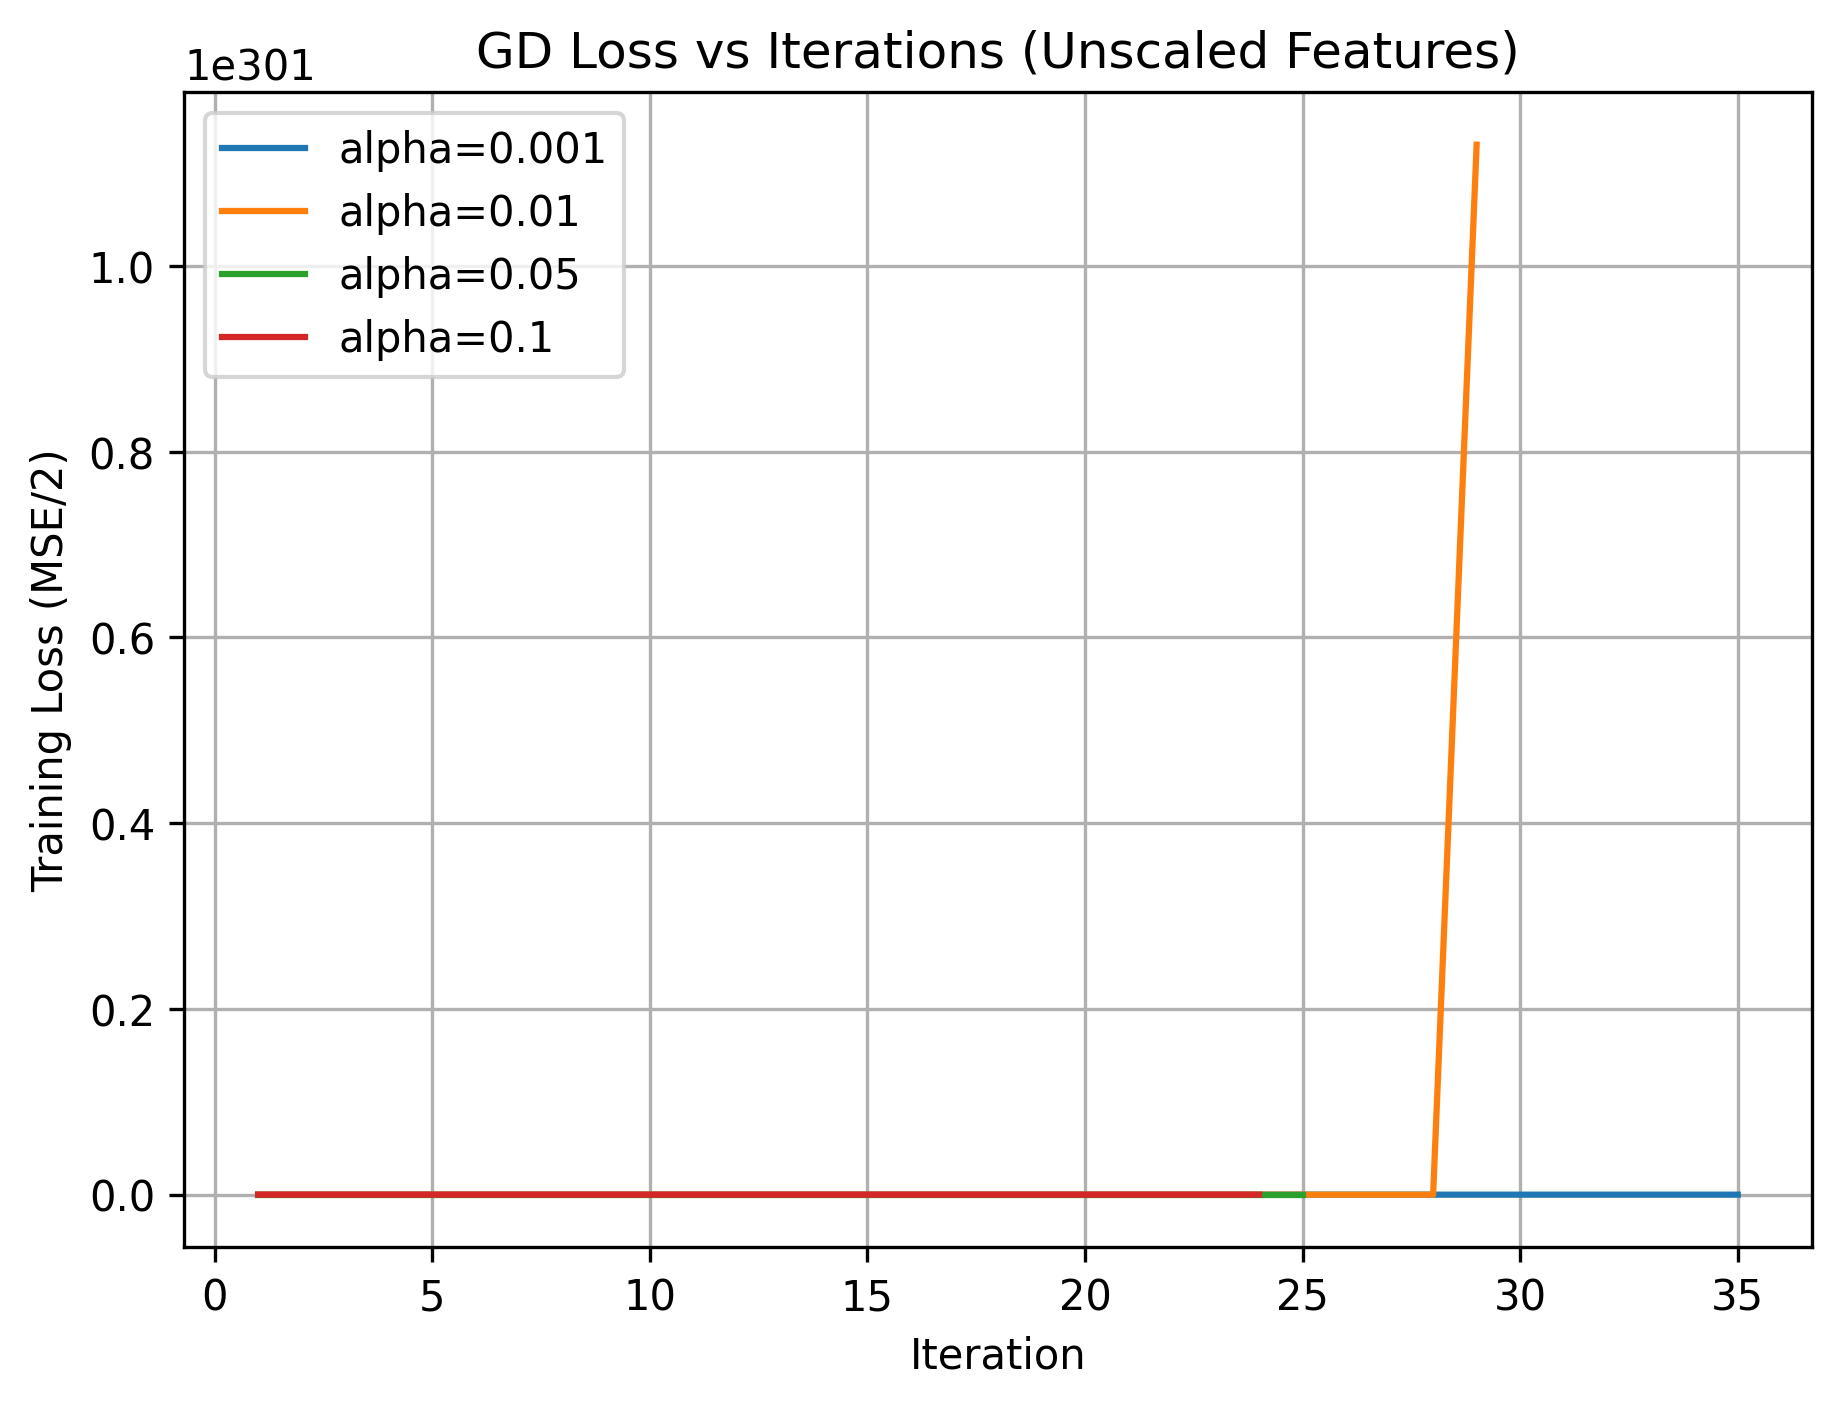 GD Loss vs Iterations (Unscaled Features)
1e301
alpha=0.001
alpha=0.01
alpha=0.05
alpha=0.1
Training Loss (MSE/2)
1.0
0.8
0.6
0.4
0.2
0.0
0 5 10 15 20 25 30 35
Iteration